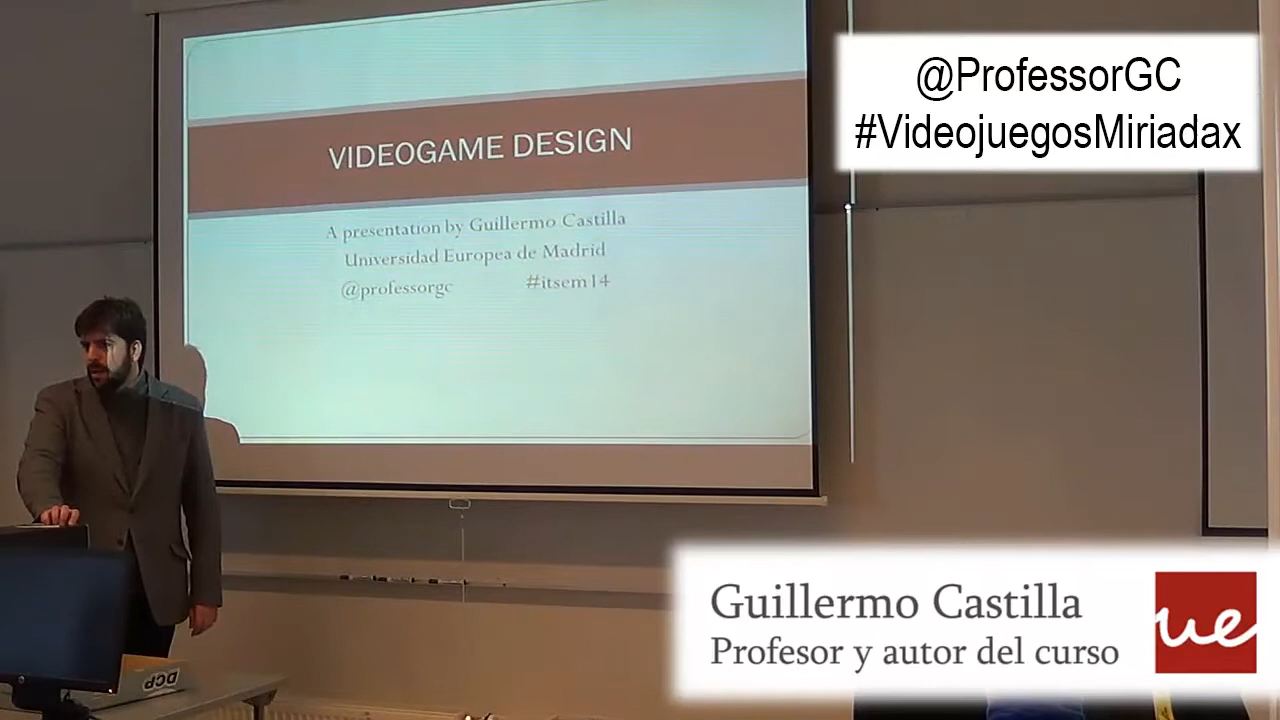 @ProfessorGC
#VideojuegosMiriadax
VIDEOGAME DESIGN
A presentation by Guillermo Castilla
Universidad Europea de Madrid
@professorgc #itsem14
Guillermo Castilla
Profesor y autor del curso
ue
DCP